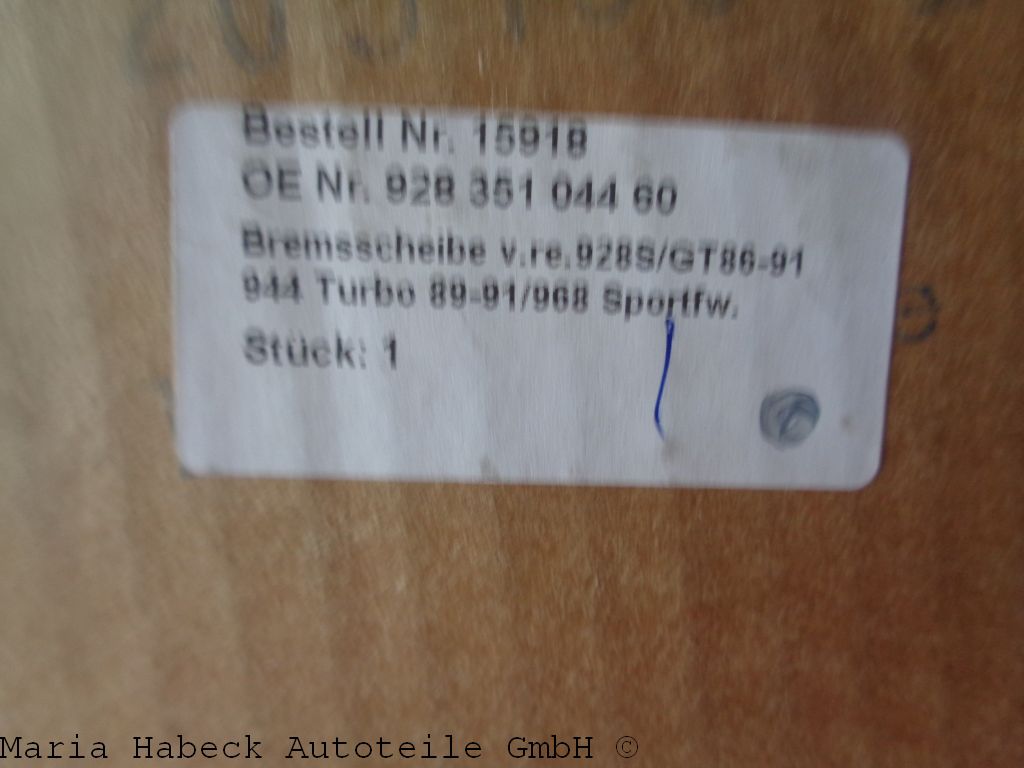 Bestell Nr. 15918
OE Nr. 928 351 044 60
Bremsscheibe v.re.928S/GT86-91
944 Turbo 89-91/968 Sportfw.
Stück: 1
Maria Habeck Autoteile GmbH ©